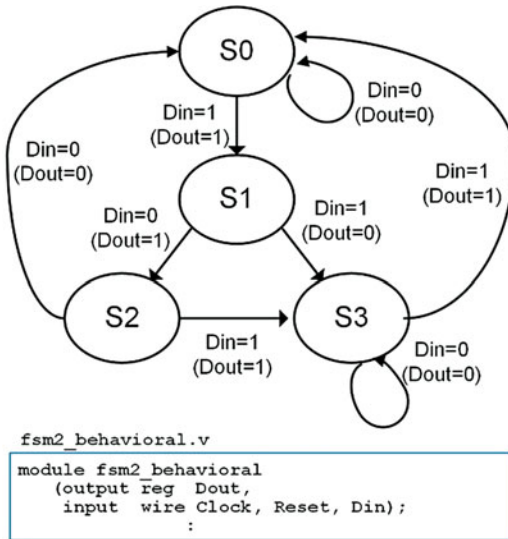 S0
Din=0
(Dout=0)
Din=1
(Dout=1)
Din=0
(Dout=0)
Din=1
(Dout=1)
S1
Din=0
(Dout=1)
Din=1
(Dout=0)
S2
S3
Din=1
(Dout=1)
Din=0
(Dout=0)
fsm2_behavioral.v
module fsm2_behavioral
(output reg Dout,
input wire Clock, Reset, Din);
: